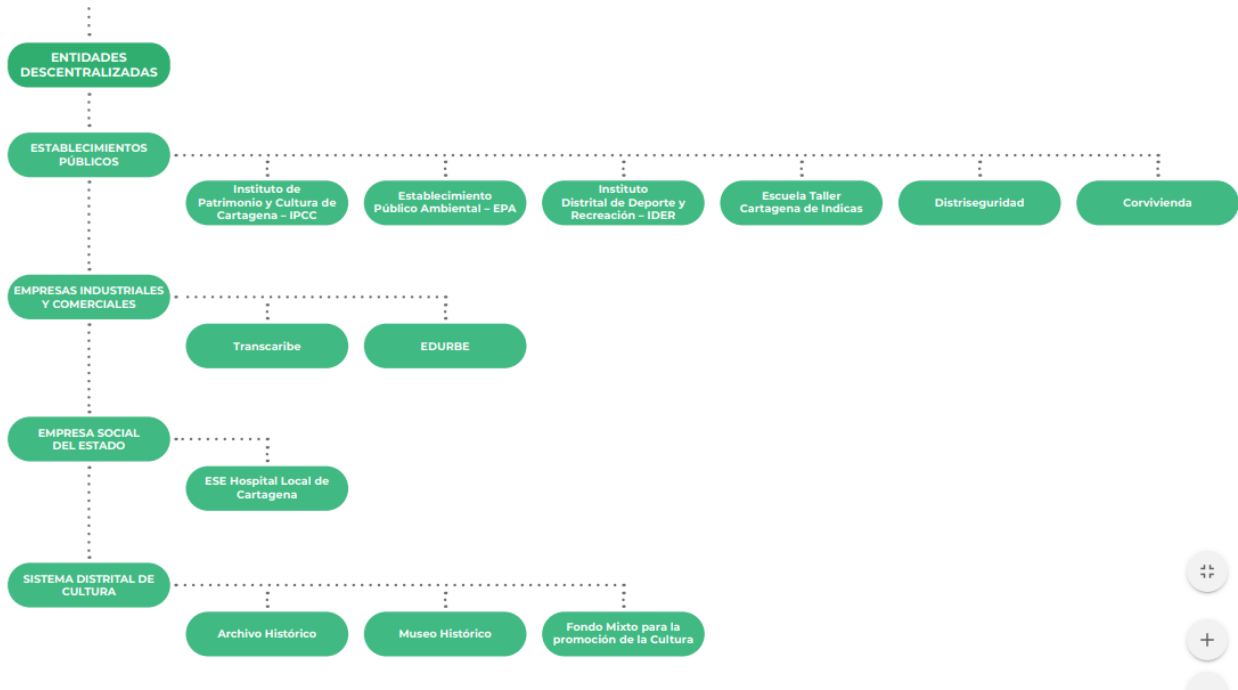 ENTIDADES
DESCENTRALIZADAS
ESTABLECIMIENTOS
PÚBLICOS
Instituto de
Patrimonio y Cultura de
Cartagena – IPCC
Establecimiento
Público Ambiental – EPA
Instituto
Distrital de Deporte y
Recreación – IDER
Escuela Taller
Cartagena de Indicas
Distriseguridad
Corvivienda
EMPRESAS INDUSTRIALES
Y COMERCIALES
Transcaribe
EDURBE
EMPRESA SOCIAL
DEL ESTADO
ESE Hospital Local de
Cartagena
SISTEMA DISTRITAL DE
CULTURA
Archivo Histórico
Museo Histórico
Fondo Mixto para la
promoción de la Cultura